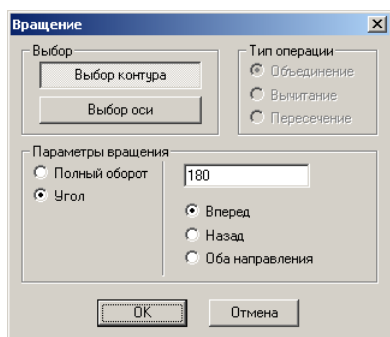 Вращение
Выбор
Выбор контура
Выбор оси
Тип операции
Объединение
Вычитание
Пересечение
Параметры вращения
Полный оборот
Угол
180
Вперед
Назад
Оба направления
OK
Отмена